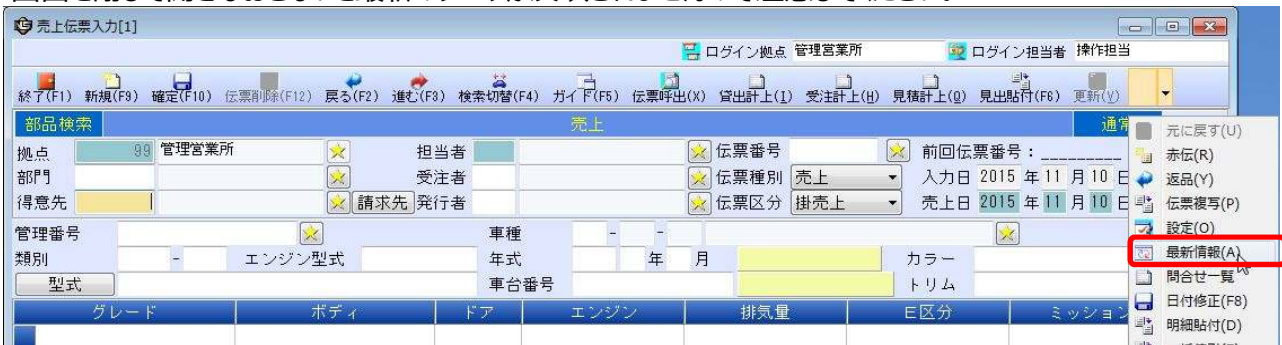 売上伝票入力[1]
ログイン拠点 管理営業所 ログイン担当者 操作担当
終了(F1) 新規(F9) 確定(F10) 伝票削除(F12) 戻る(F2) 進む(F3) 検索切替(F4) ガイド(F5) 伝票呼出(X) 貸出計上(I) 受注計上(H) 見積計上(Q) 見出貼付(F6) 更新(V)
部品検索 売上 通常
拠点 99 管理営業所 担当者 伝票番号 前回伝票番号:_________
部門 受注者 伝票種別 売上 入力日 2015 年 11 月 10 日
得意先 請求先 発行者 伝票区分 掛売上 売上日 2015 年 11 月 10 日
管理番号 車種 - -
類別 - エンジン型式 年式 年 月 カラー
型式 車台番号 トリム
グレード ボディ ドア エンジン 排気量 E区分 ミッション
元に戻す(U)
赤伝(R)
返品(Y)
伝票複写(P)
設定(O)
最新情報(A)
問合せ一覧
日付修正(F8)
明細貼付(D)